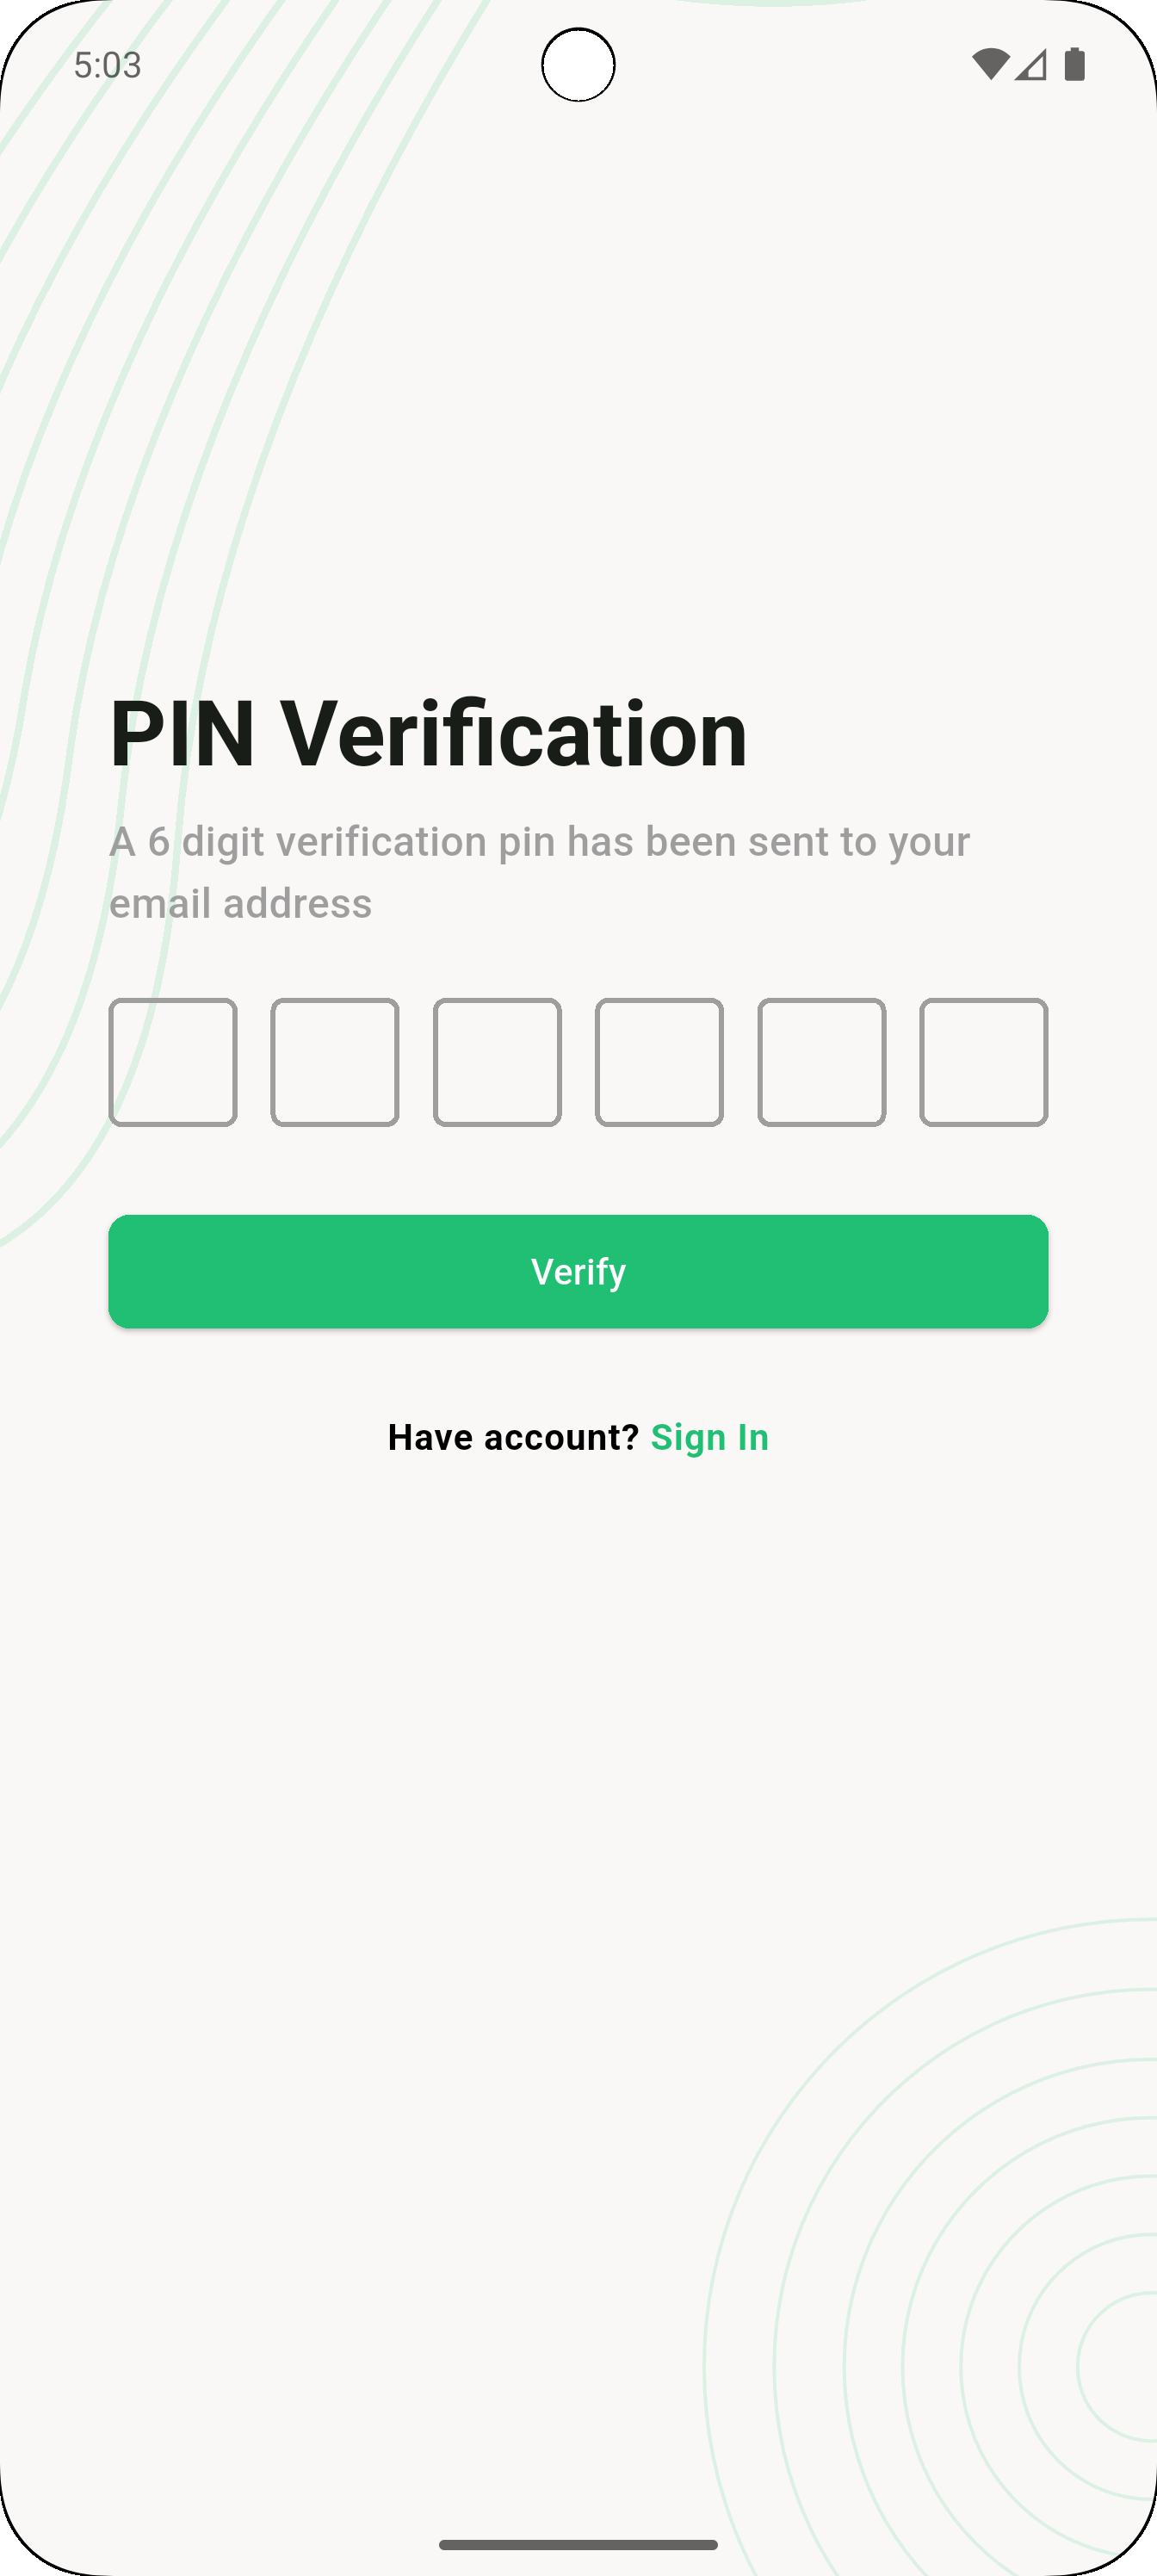 5:03
PIN Verification
A 6 digit verification pin has been sent to your
email address
Verify
Have account? Sign In